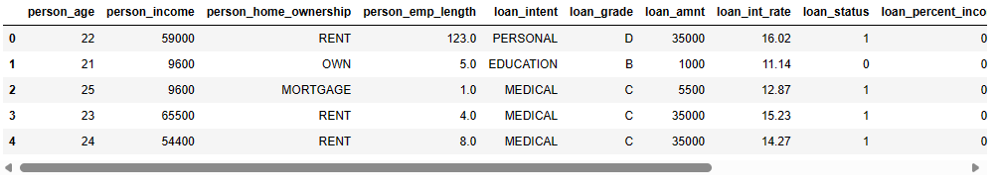 person_age person_income person_home_ownership person_emp_length loan_intent loan_grade loan_amnt loan_int_rate loan_status loan_percent_inco
0 22 59000 RENT 123.0 PERSONAL D 35000 16.02 1 0
1 21 9600 OWN 5.0 EDUCATION B 1000 11.14 0 0
2 25 9600 MORTGAGE 1.0 MEDICAL C 5500 12.87 1 0
3 23 65500 RENT 4.0 MEDICAL C 35000 15.23 1 0
4 24 54400 RENT 8.0 MEDICAL C 35000 14.27 1 0